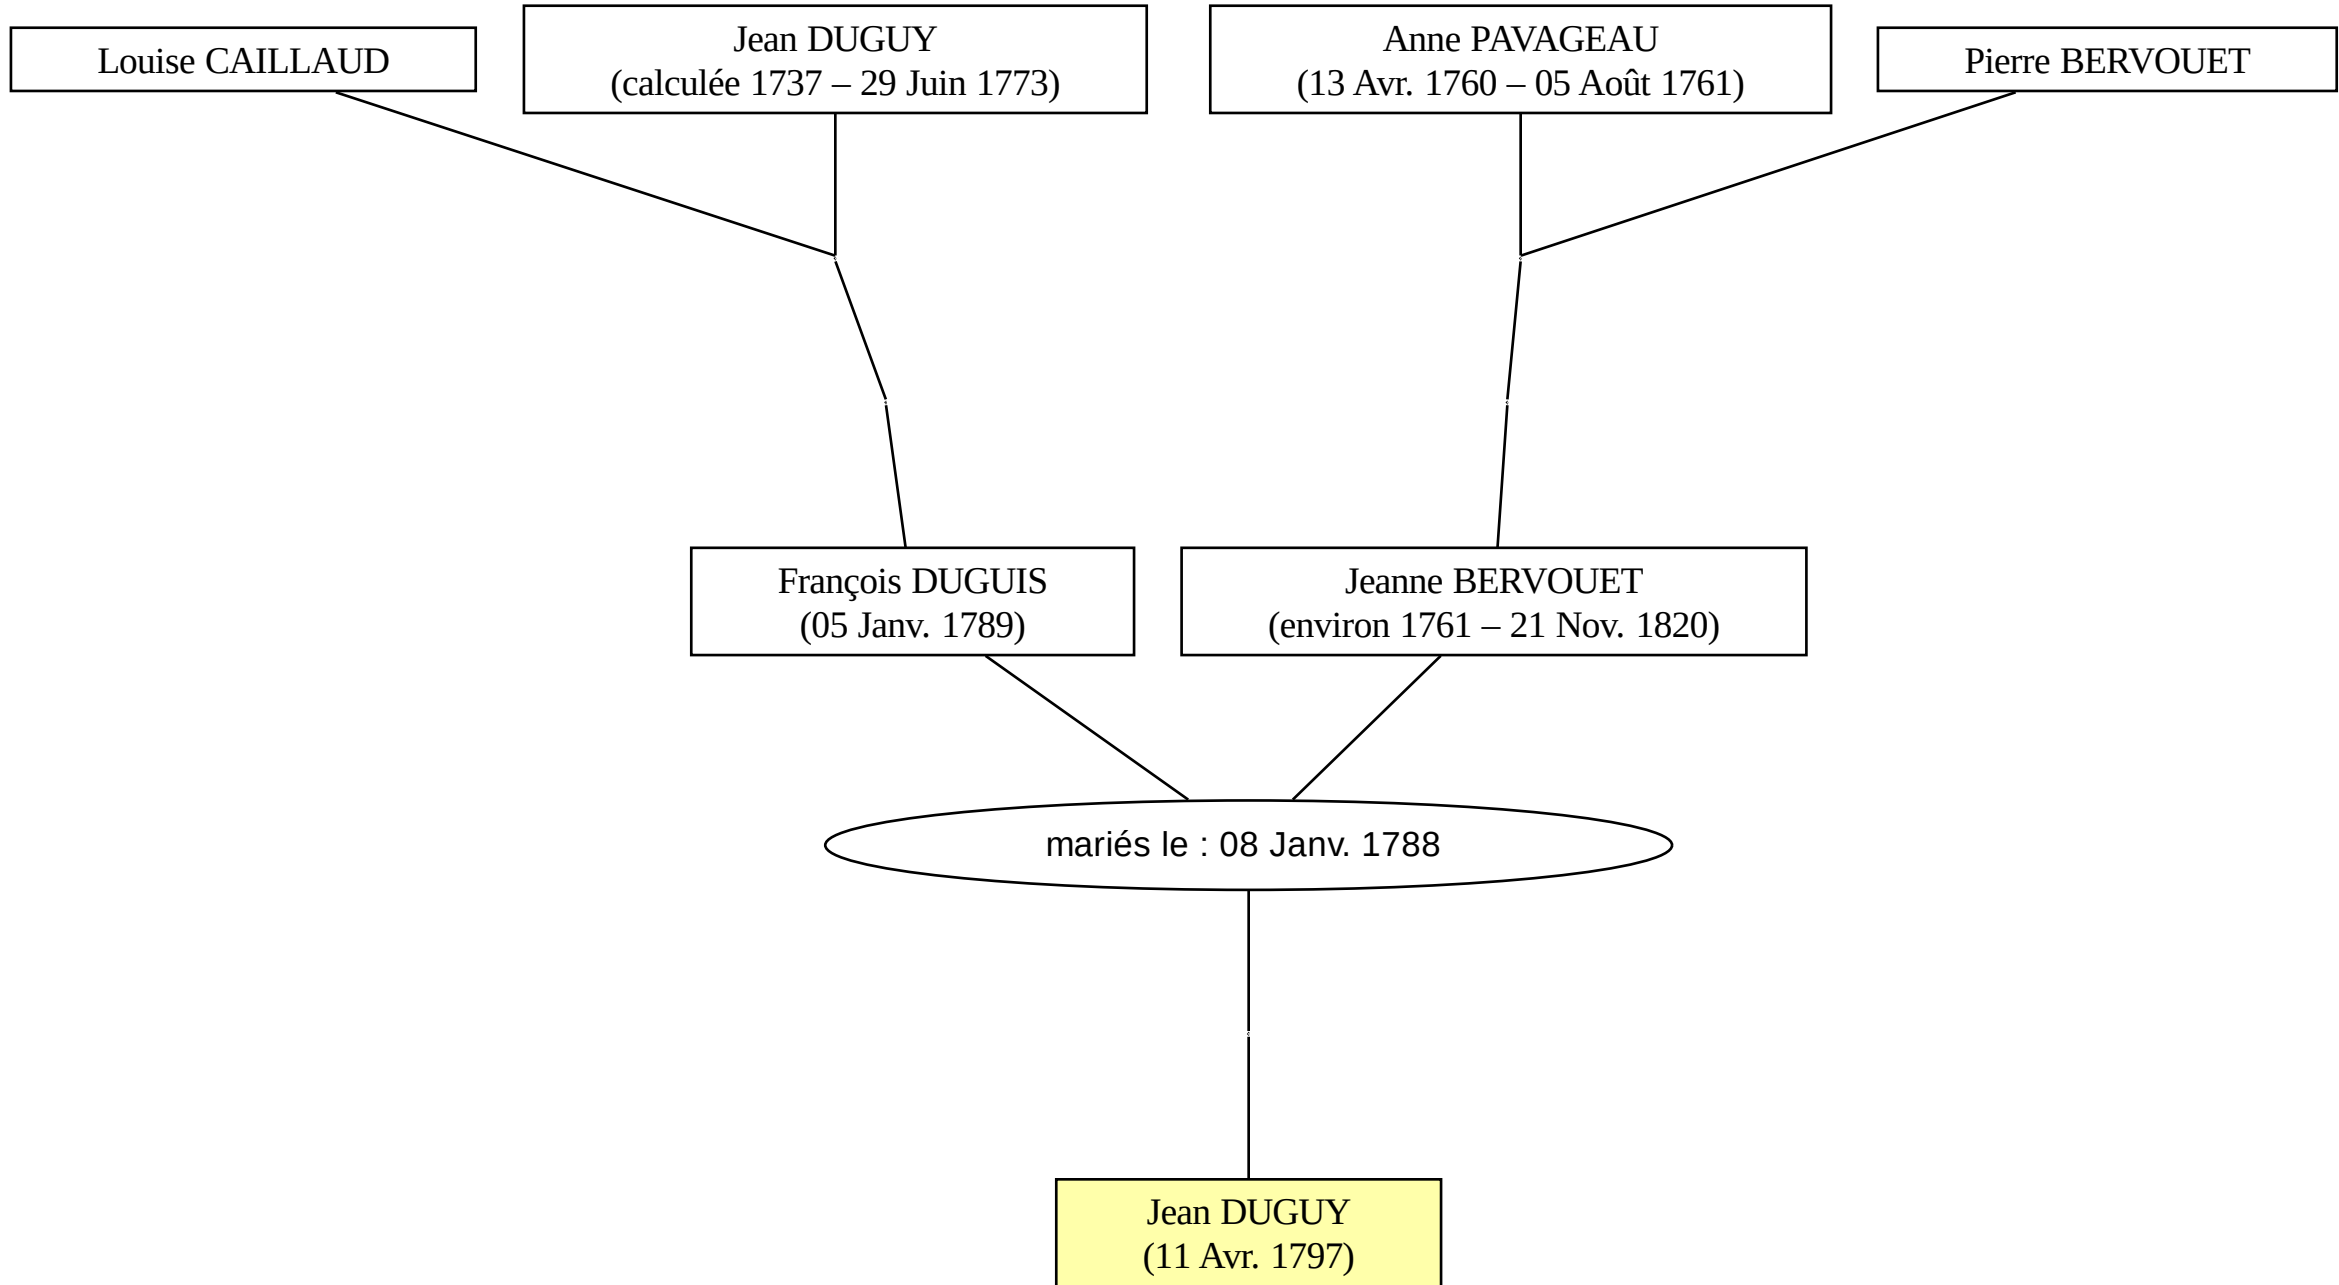 Louise CAILLAUD
Jean DUGUY
(calculée 1737 – 29 Juin 1773)
Anne PAVAGEAU
(13 Avr. 1760 – 05 Août 1761)
Pierre BERVOUET
François DUGUIS
(05 Janv. 1789)
Jeanne BERVOUET
(environ 1761 – 21 Nov. 1820)
mariés le : 08 Janv. 1788
Jean DUGUY
(11 Avr. 1797)